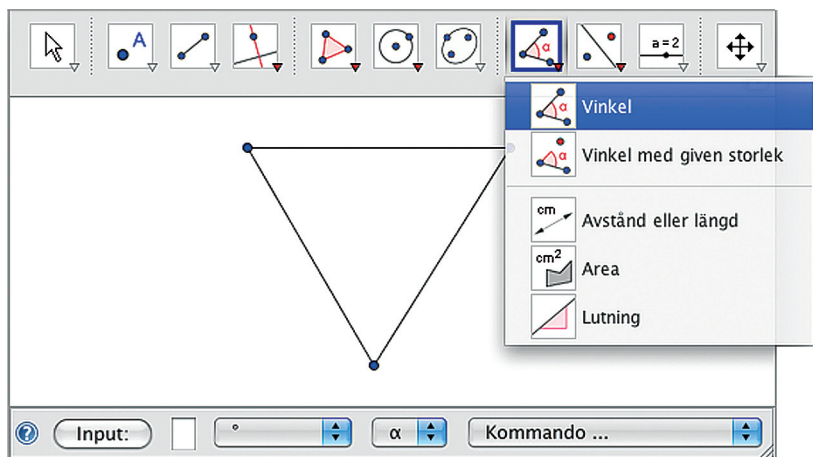 A
α
a=2
α Vinkel
α Vinkel med given storlek
cm Avstånd eller längd
cm² Area
Lutning
Input: ° α Kommando ...